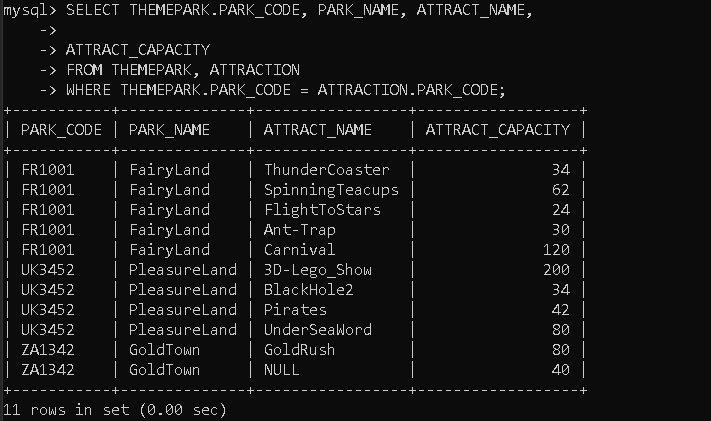 mysql> SELECT THEMEPARK.PARK_CODE, PARK_NAME, ATTRACT_NAME,
    ->
    -> ATTRACT_CAPACITY
    -> FROM THEMEPARK, ATTRACTION
    -> WHERE THEMEPARK.PARK_CODE = ATTRACTION.PARK_CODE;
+-----------+--------------+----------------+------------------+
| PARK_CODE | PARK_NAME    | ATTRACT_NAME   | ATTRACT_CAPACITY |
+-----------+--------------+----------------+------------------+
| FR1001    | FairyLand    | ThunderCoaster |               34 |
| FR1001    | FairyLand    | SpinningTeacups |               62 |
| FR1001    | FairyLand    | FlightToStars  |               24 |
| FR1001    | FairyLand    | Ant-Trap       |               30 |
| FR1001    | FairyLand    | Carnival       |              120 |
| UK3452    | PleasureLand | 3D-Lego_Show   |              200 |
| UK3452    | PleasureLand | BlackHole2     |               34 |
| UK3452    | PleasureLand | Pirates        |               42 |
| UK3452    | PleasureLand | UnderSeaWord   |               80 |
| ZA1342    | GoldTown     | GoldRush       |               80 |
| ZA1342    | GoldTown     | NULL           |               40 |
+-----------+--------------+----------------+------------------+
11 rows in set (0.00 sec)